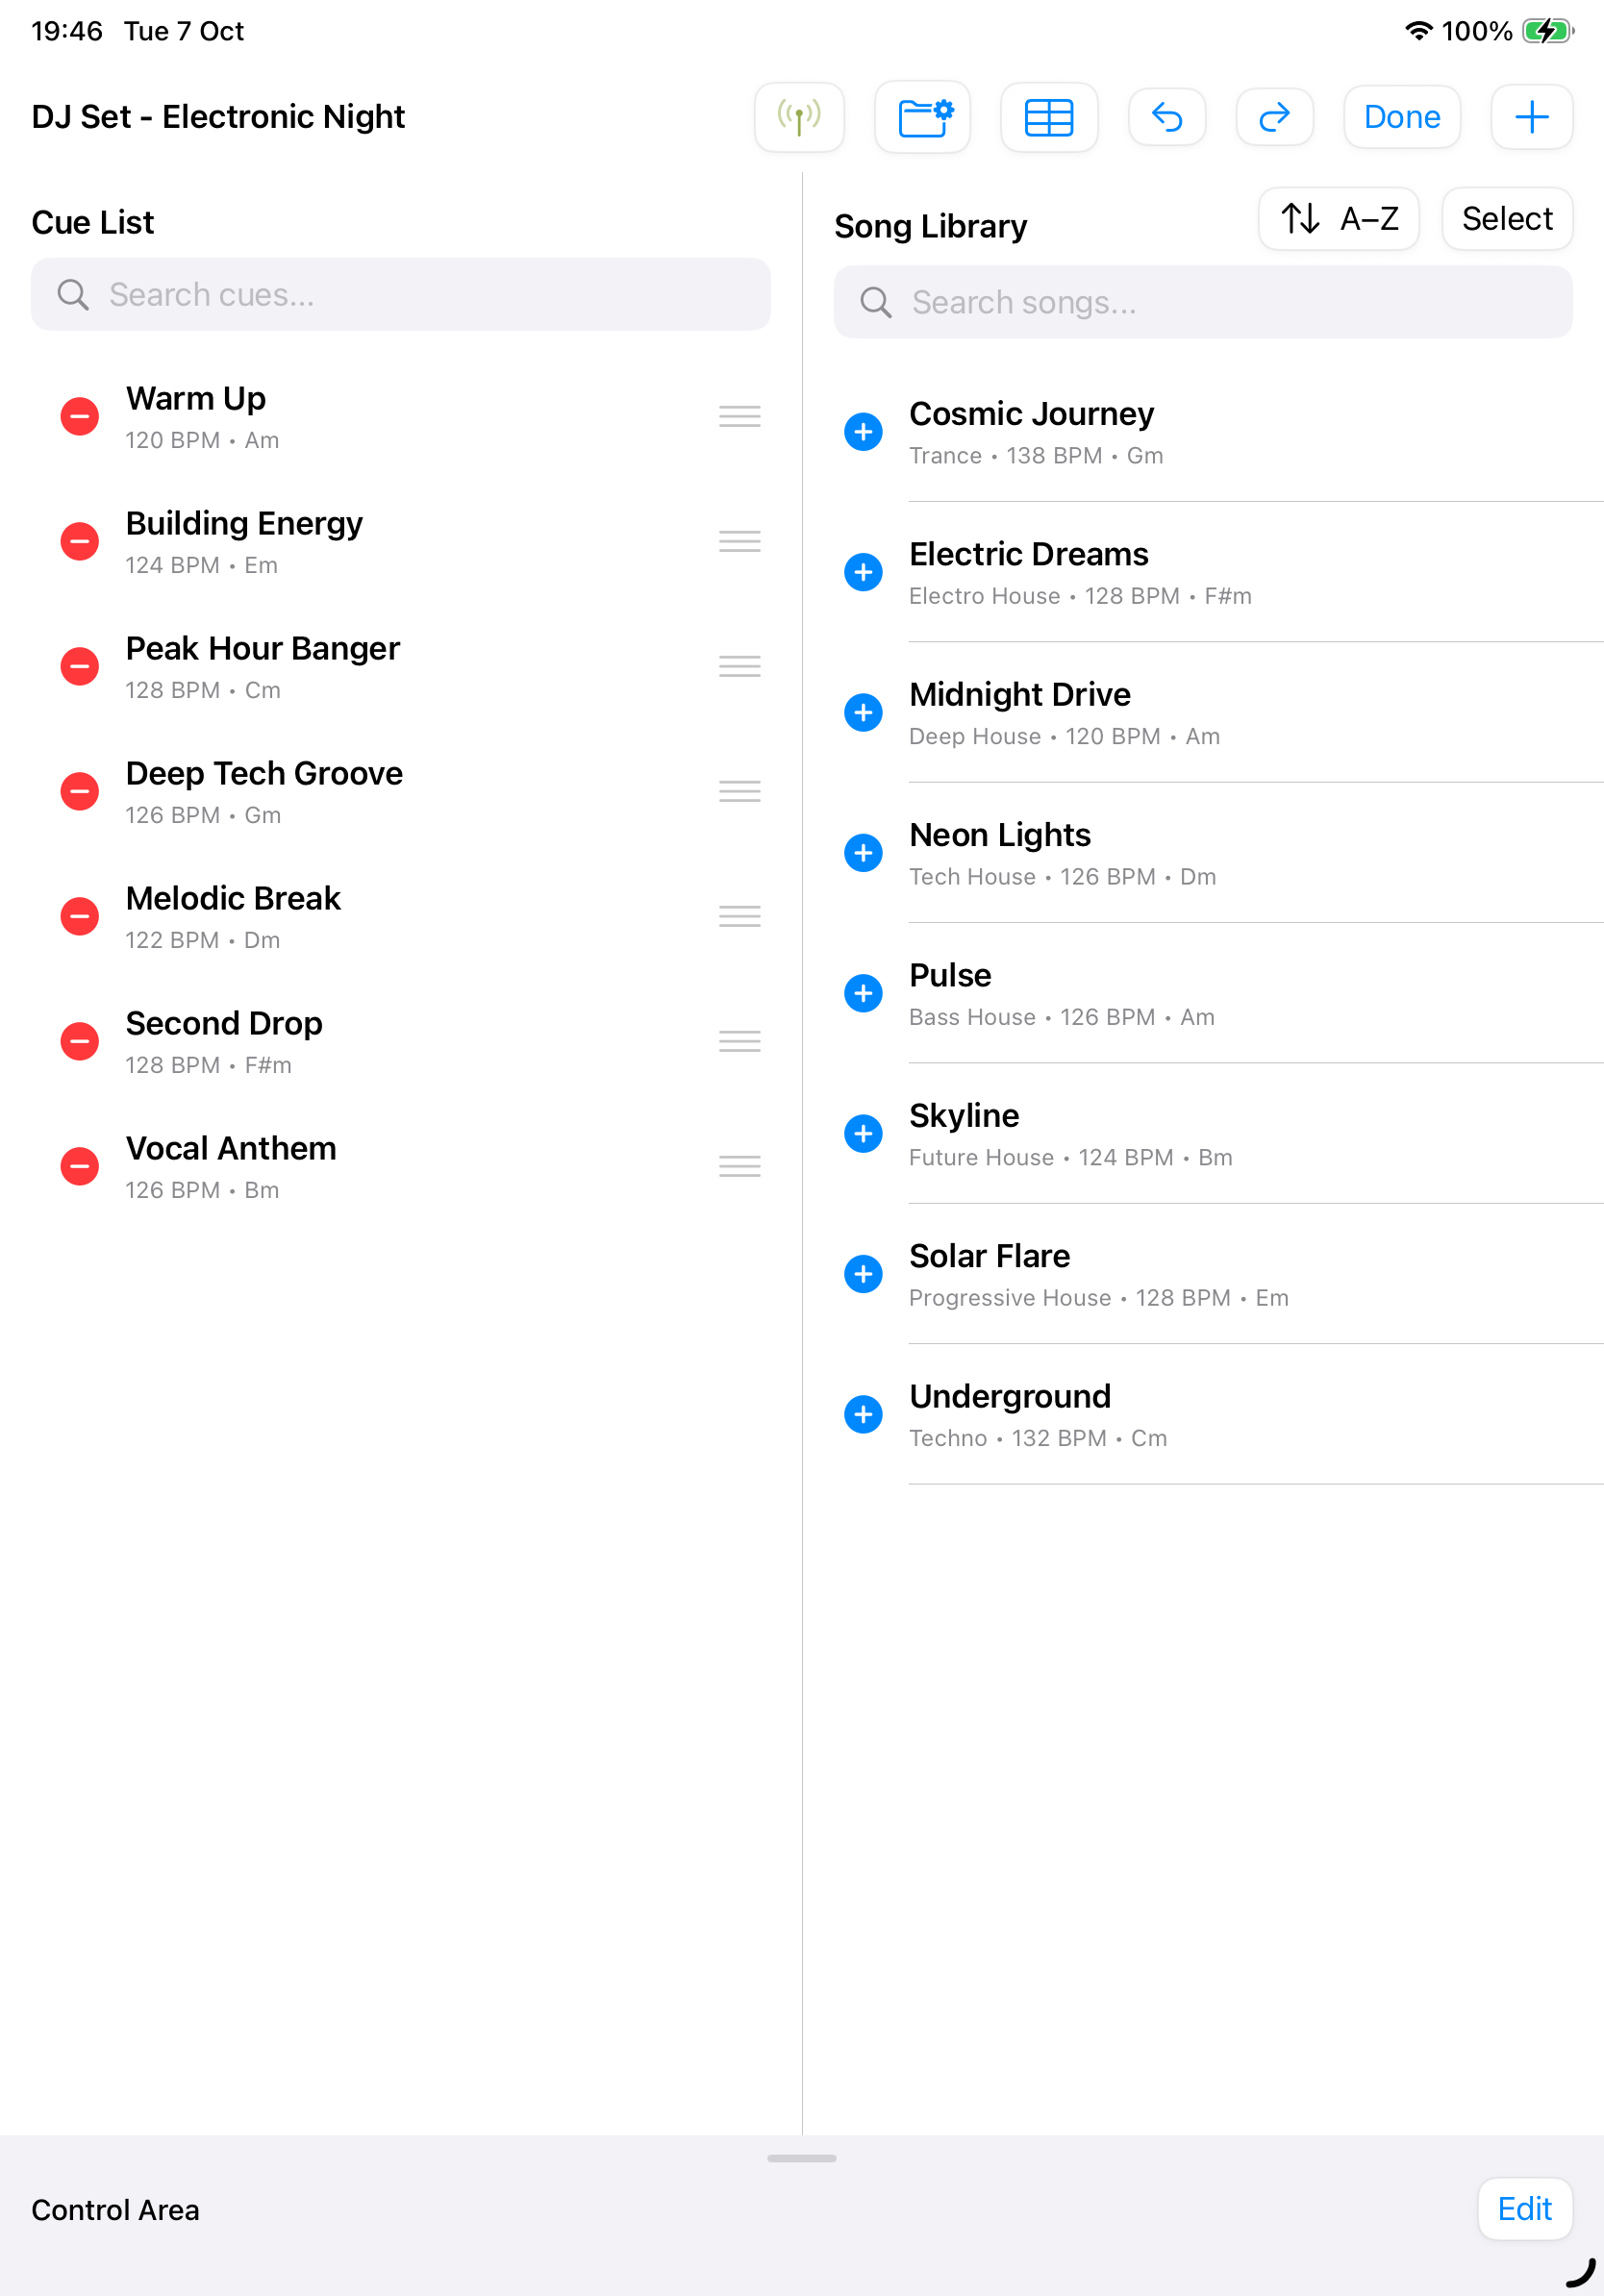 19:46 Tue 7 Oct
100%
DJ Set - Electronic Night
Done
Cue List
Search cues...
Warm Up
120 BPM • Am
Building Energy
124 BPM • Em
Peak Hour Banger
128 BPM • Cm
Deep Tech Groove
126 BPM • Gm
Melodic Break
122 BPM • Dm
Second Drop
128 BPM • F#m
Vocal Anthem
126 BPM • Bm
Song Library
A–Z
Select
Search songs...
Cosmic Journey
Trance • 138 BPM • Gm
Electric Dreams
Electro House • 128 BPM • F#m
Midnight Drive
Deep House • 120 BPM • Am
Neon Lights
Tech House • 126 BPM • Dm
Pulse
Bass House • 126 BPM • Am
Skyline
Future House • 124 BPM • Bm
Solar Flare
Progressive House • 128 BPM • Em
Underground
Techno • 132 BPM • Cm
Control Area
Edit